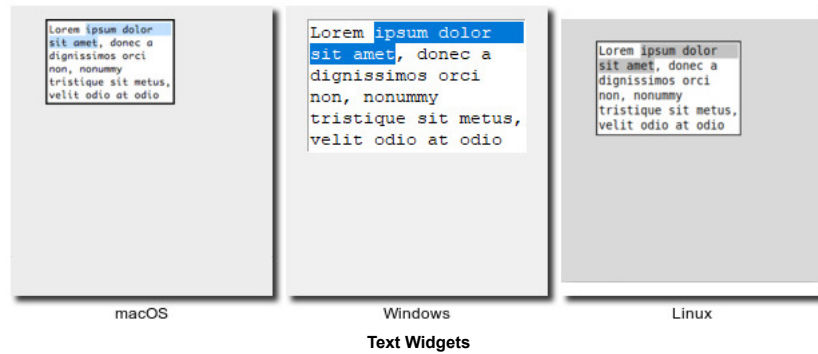 Lorem ipsum dolor
sit amet, donec a
dignissimos orci
non, nonummy
tristique sit metus,
velit odio at odio
Lorem ipsum dolor
sit amet, donec a
dignissimos orci
non, nonummy
tristique sit metus,
velit odio at odio
Lorem ipsum dolor
sit amet, donec a
dignissimos orci
non, nonummy
tristique sit metus,
velit odio at odio
macOS
Windows
Linux
Text Widgets